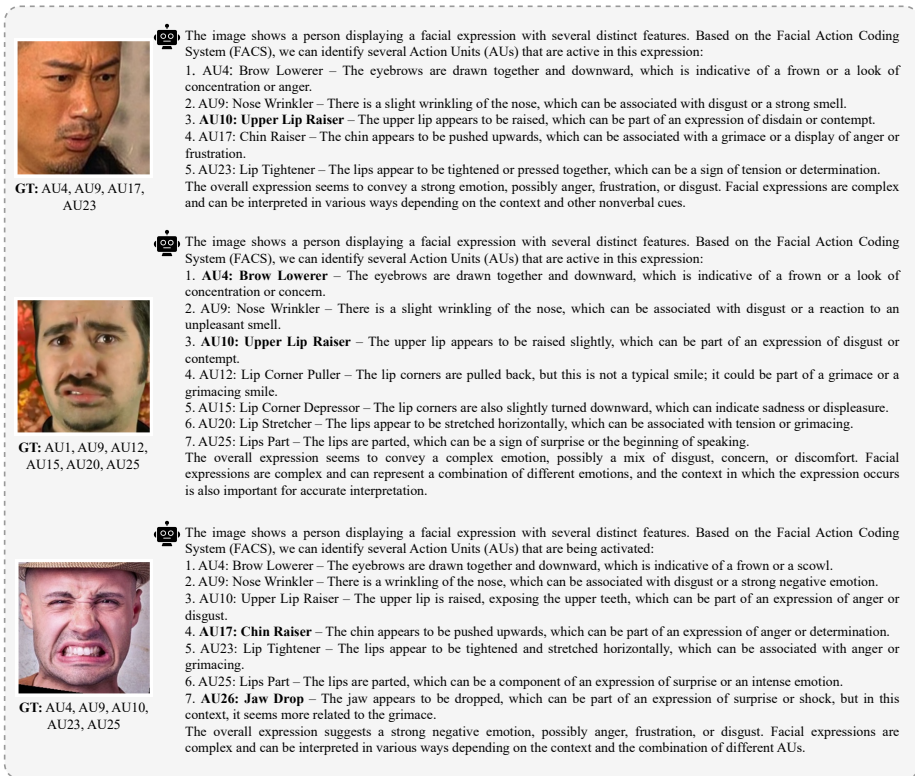 The image shows a person displaying a facial expression with several distinct features. Based on the Facial Action Coding
System (FACS), we can identify several Action Units (AUs) that are active in this expression:
1. AU4: Brow Lowerer – The eyebrows are drawn together and downward, which is indicative of a frown or a look of
concentration or anger.
2. AU9: Nose Wrinkler – There is a slight wrinkling of the nose, which can be associated with disgust or a strong smell.
3. AU10: Upper Lip Raiser – The upper lip appears to be raised, which can be part of an expression of disdain or contempt.
4. AU17: Chin Raiser – The chin appears to be pushed upwards, which can be associated with a grimace or a display of anger or
frustration.
5. AU23: Lip Tightener – The lips appear to be tightened or pressed together, which can be a sign of tension or determination.
The overall expression seems to convey a strong emotion, possibly anger, frustration, or disgust. Facial expressions are complex
and can be interpreted in various ways depending on the context and other nonverbal cues.
GT: AU4, AU9, AU17,
AU23
The image shows a person displaying a facial expression with several distinct features. Based on the Facial Action Coding
System (FACS), we can identify several Action Units (AUs) that are active in this expression:
1. AU4: Brow Lowerer – The eyebrows are drawn together and downward, which is indicative of a frown or a look of
concentration or concern.
2. AU9: Nose Wrinkler – There is a slight wrinkling of the nose, which can be associated with disgust or a reaction to an
unpleasant smell.
3. AU10: Upper Lip Raiser – The upper lip appears to be raised slightly, which can be part of an expression of disgust or
contempt.
4. AU12: Lip Corner Puller – The lip corners are pulled back, but this is not a typical smile; it could be part of a grimace or a
grimacing smile.
5. AU15: Lip Corner Depressor – The lip corners are also slightly turned downward, which can indicate sadness or displeasure.
6. AU20: Lip Stretcher – The lips appear to be stretched horizontally, which can be associated with tension or grimacing.
7. AU25: Lips Part – The lips are parted, which can be a sign of surprise or the beginning of speaking.
The overall expression seems to convey a complex emotion, possibly a mix of disgust, concern, or discomfort. Facial
expressions are complex and can represent a combination of different emotions, and the context in which the expression occurs
is also important for accurate interpretation.
GT: AU1, AU9, AU12,
AU15, AU20, AU25
The image shows a person displaying a facial expression with several distinct features. Based on the Facial Action Coding
System (FACS), we can identify several Action Units (AUs) that are being activated:
1. AU4: Brow Lowerer – The eyebrows are drawn together and downward, which is indicative of a frown or a scowl.
2. AU9: Nose Wrinkler – There is a wrinkling of the nose, which can be associated with disgust or a strong negative emotion.
3. AU10: Upper Lip Raiser – The upper lip is raised, exposing the upper teeth, which can be part of an expression of anger or
disgust.
4. AU17: Chin Raiser – The chin appears to be pushed upwards, which can be part of an expression of anger or determination.
5. AU23: Lip Tightener – The lips appear to be tightened and stretched horizontally, which can be associated with anger or
grimacing.
6. AU25: Lips Part – The lips are parted, which can be a component of an expression of surprise or an intense emotion.
7. AU26: Jaw Drop – The jaw appears to be dropped, which can be part of an expression of surprise or shock, but in this
context, it seems more related to the grimace.
The overall expression suggests a strong negative emotion, possibly anger, frustration, or disgust. Facial expressions are
complex and can be interpreted in various ways depending on the context and the combination of different AUs.
GT: AU4, AU9, AU10,
AU23, AU25